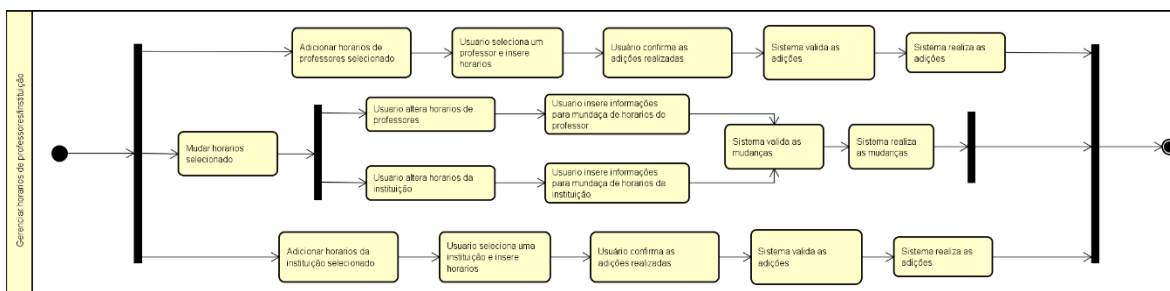 Gerenciar horarios de professores/instituição
Adicionar horarios de
professores selecionado
Usuario seleciona um
professor e insere
horarios
Usuário confirma as
adições realizadas
Sistema valida as
adições
Sistema realiza as
adições
Mudar horarios
selecionado
Usuario altera horarios de
professores
Usuario insere informações
para mundaça de horarios do
professor
Usuario altera horarios da
instituição
Usuario insere informações
para mundaça de horarios da
instituição
Sistema valida as
mudanças
Sistema realiza
as mudanças
Adicionar horarios da
instituição selecionado
Usuario seleciona uma
instituição e insere
horarios
Usuário confirma as
adições realizadas
Sistema valida as
adições
Sistema realiza as
adições